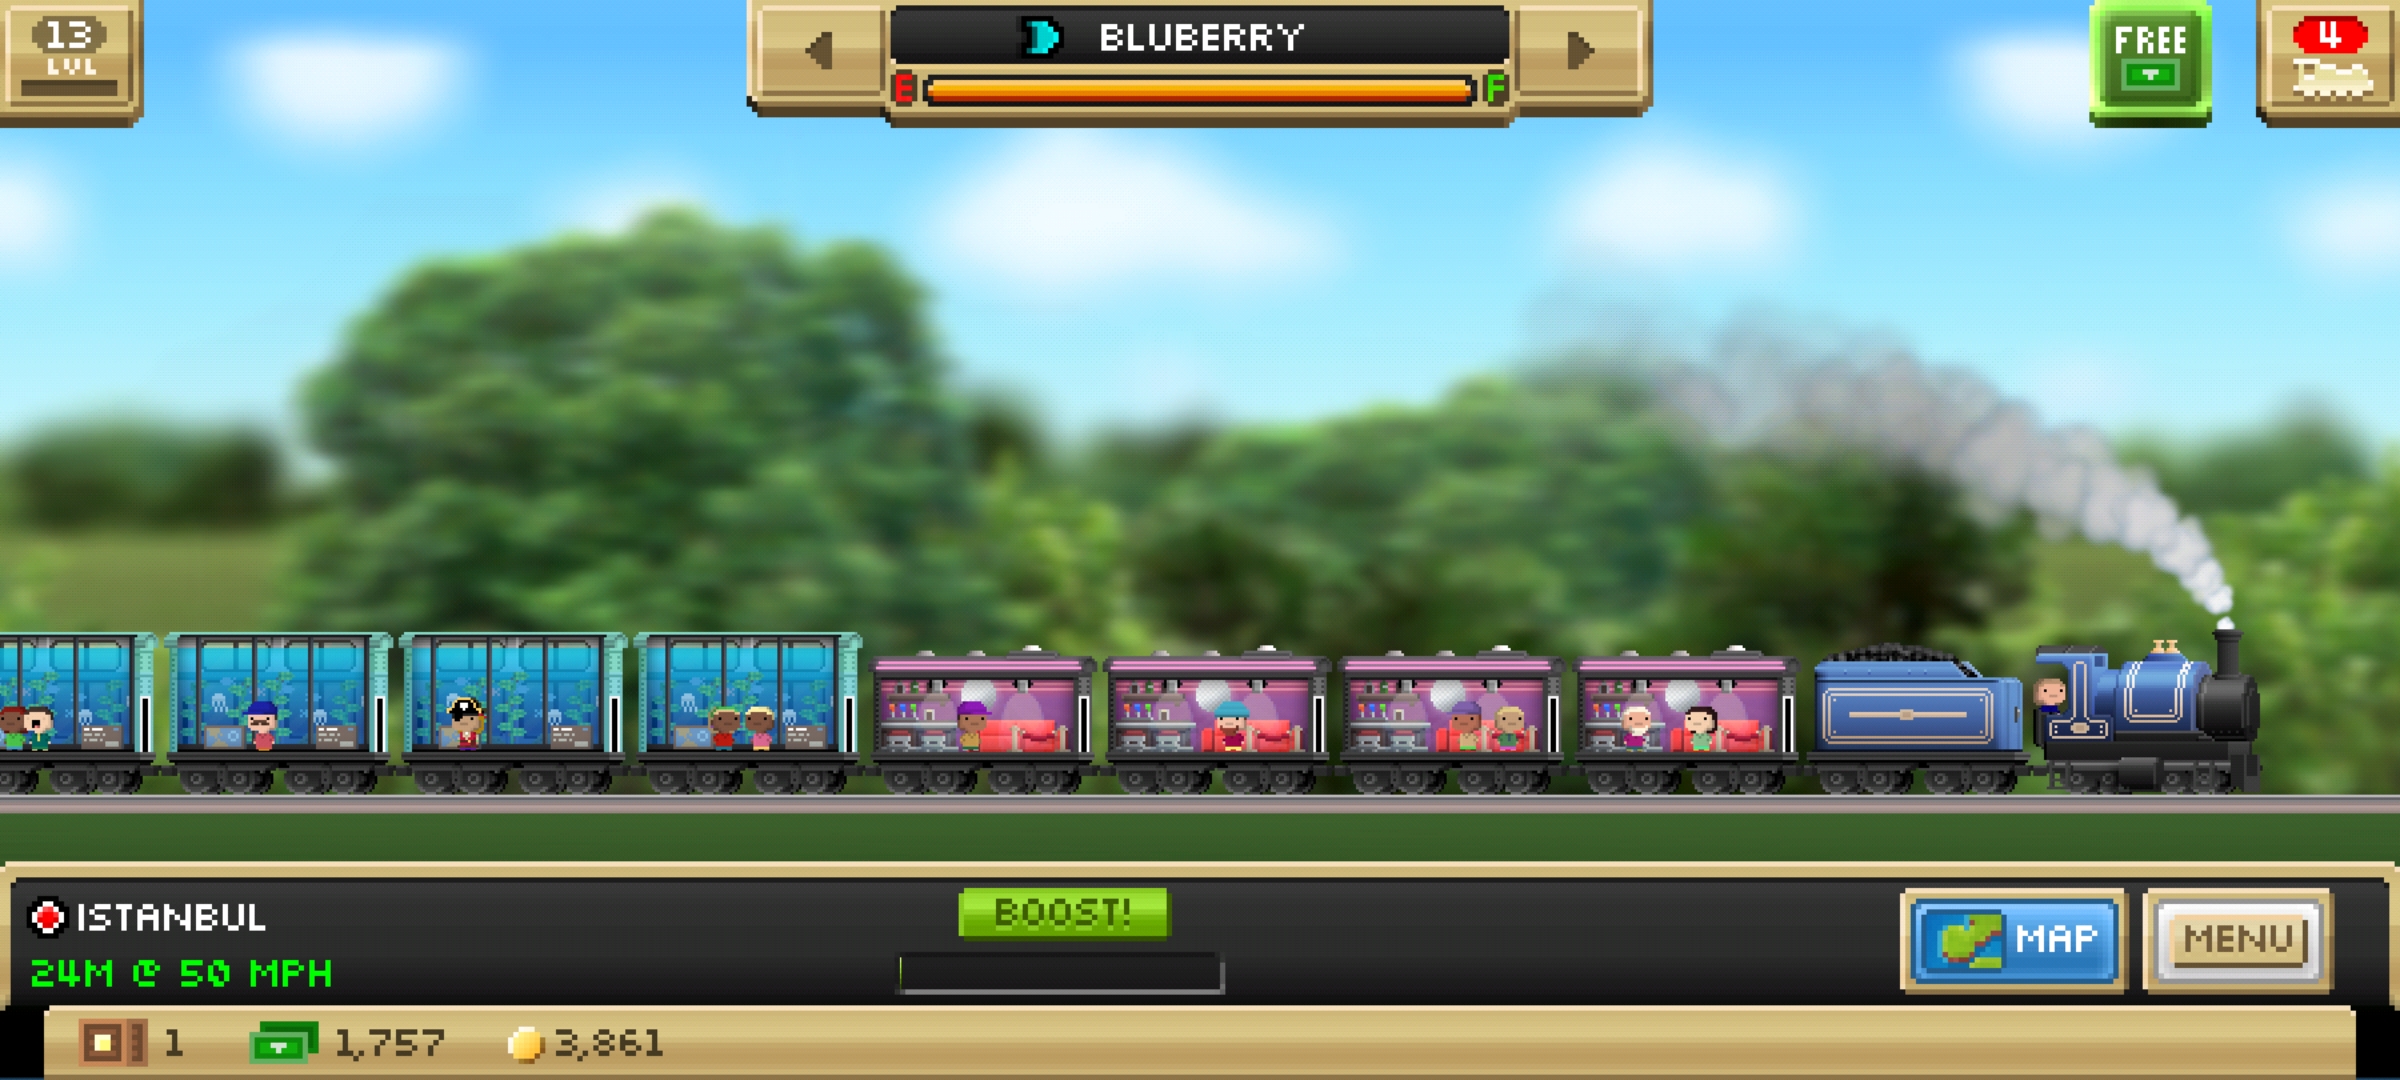 13
LVL
BLUBERRY
E F
FREE
4
ISTANBUL
24M @ 50 MPH
BOOST!
MAP
MENU
1
1,757
3,861